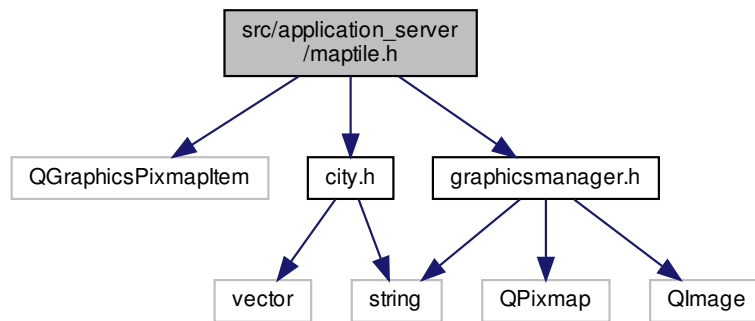 src/application_server
/maptile.h
QGraphicsPixmapItem
city.h
graphicsmanager.h
vector
string
QPixmap
QImage